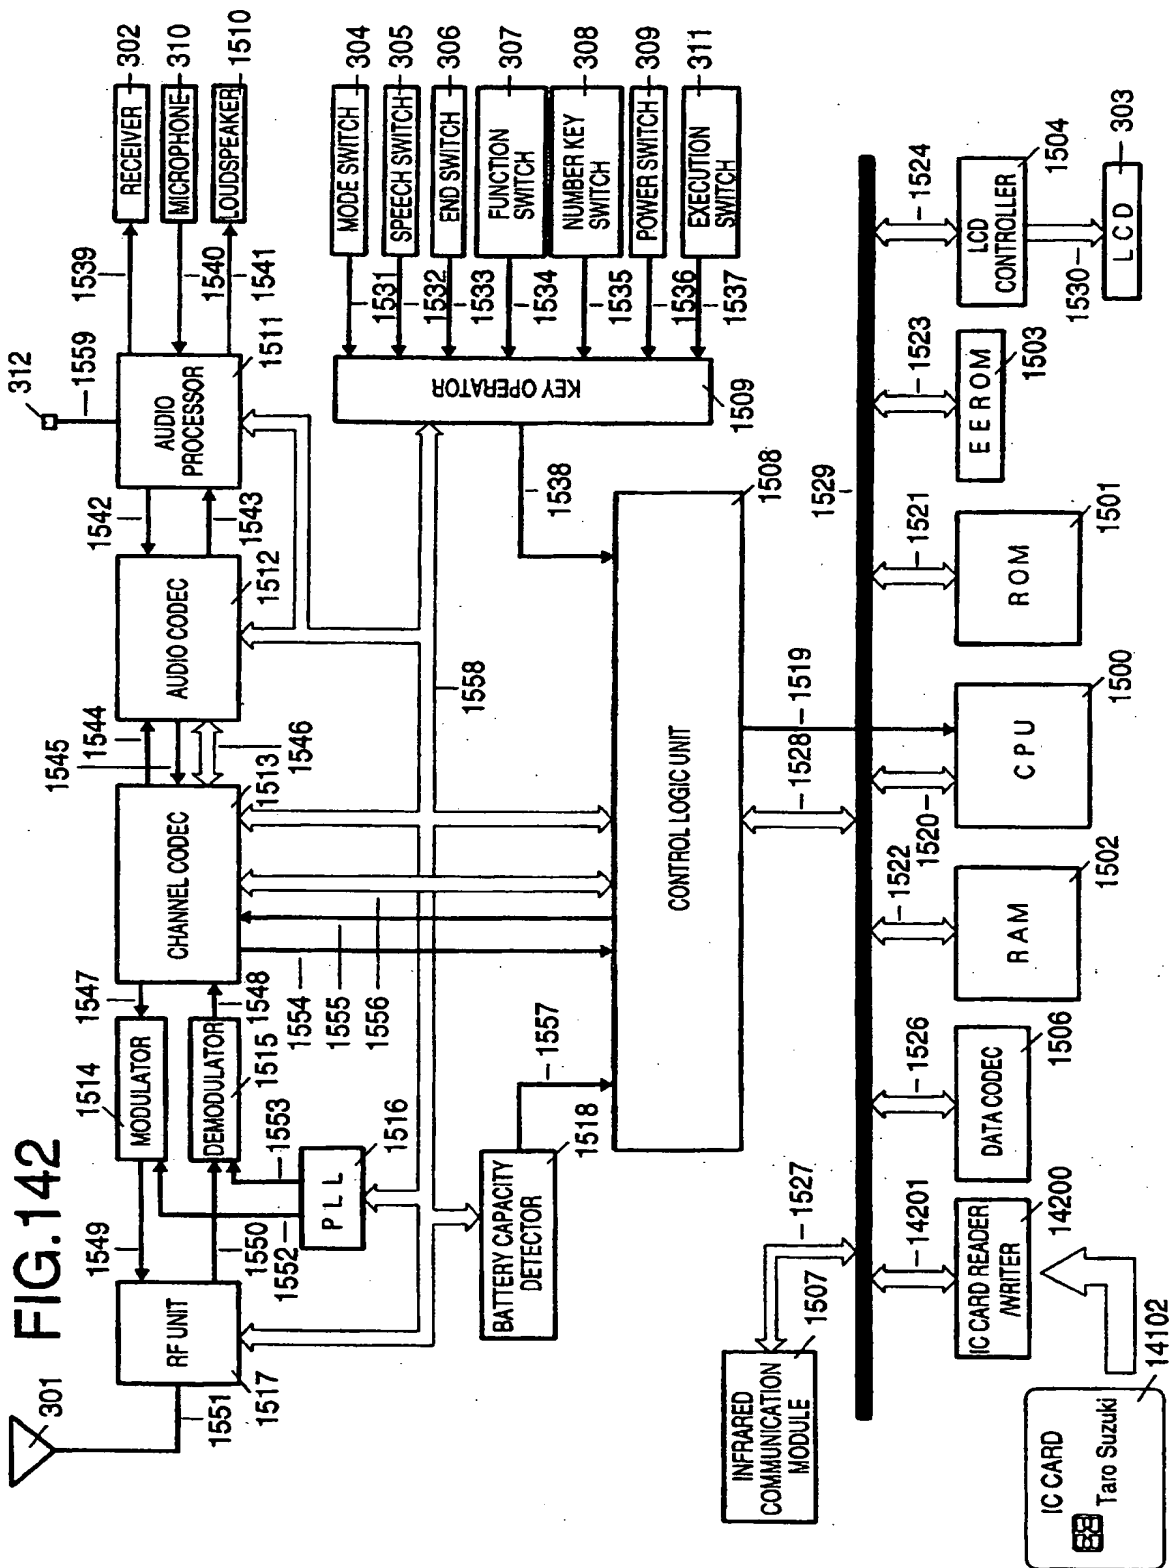 FIG.142
301
1551
RF UNIT
1517
1549
1550
1552
1553
MODULATOR
1514
DEMODULATOR
1515
PLL
1516
1547
1548
CHANNEL CODEC
1513
1545
1544
1546
AUDIO CODEC
1512
1542
1543
312
1559
AUDIO
PROCESSOR
1511
1539
1540
1541
RECEIVER
302
MICROPHONE
310
LOUDSPEAKER
1510
1554
1555
1556
1558
BATTERY CAPACITY
DETECTOR
1518
1557
KEY OPERATOR
1509
1538
1531
1532
1533
1534
1535
1536
1537
MODE SWITCH
304
SPEECH SWITCH
305
END SWITCH
306
FUNCTION
SWITCH
307
NUMBER KEY
SWITCH
308
POWER SWITCH
309
EXECUTION
SWITCH
311
CONTROL LOGIC UNIT
1508
INFRARED
COMMUNICATION
MODULE
1507
1527
1528
1519
1529
14201
1526
1522
1520
1521
1523
1524
IC CARD READER
/WRITER
14200
DATA CODEC
1506
RAM
1502
CPU
1500
ROM
1501
EEROM
1503
LCD
CONTROLLER
1504
1530
LCD
303
IC CARD
Taro Suzuki
14102